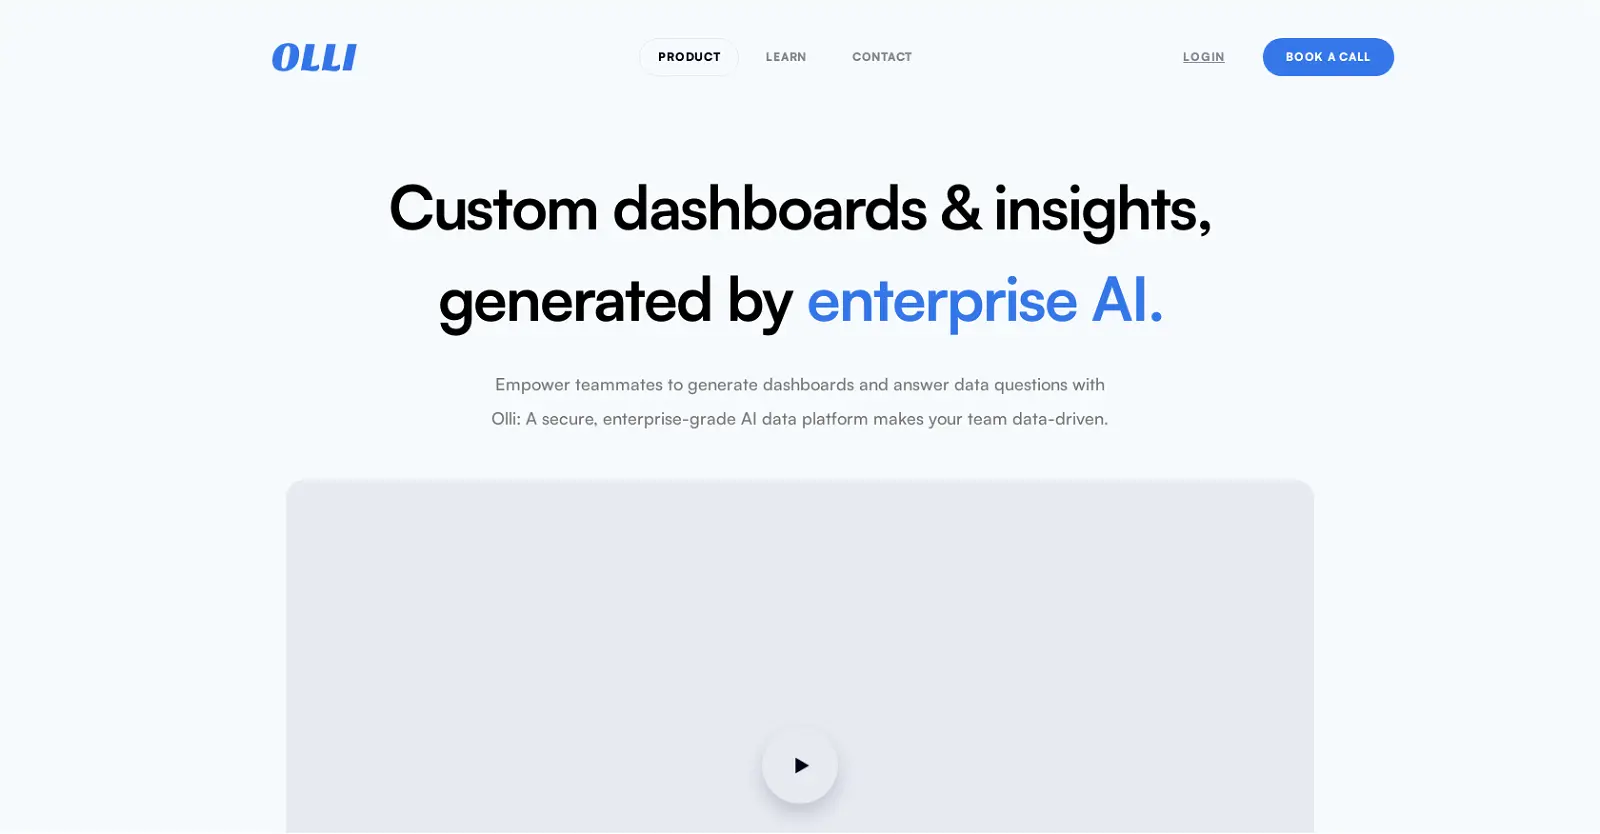 OLLI
PRODUCT
LEARN
CONTACT
LOGIN
BOOK A CALL
Custom dashboards & insights,
generated by enterprise AI.
Empower teammates to generate dashboards and answer data questions with
Olli: A secure, enterprise-grade AI data platform makes your team data-driven.